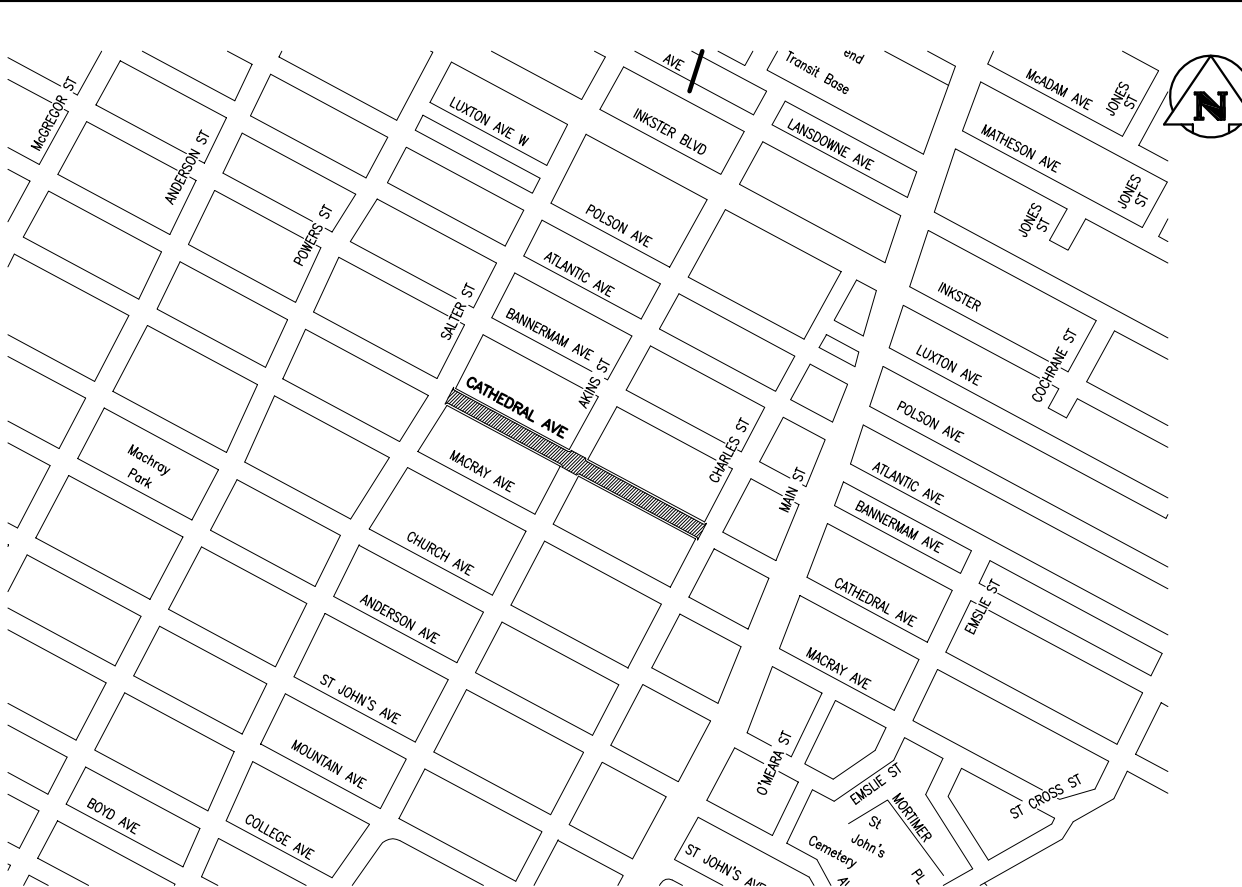 AVE
end
Transit Base
McADAM AVE
JONES
ST
N
McGREGOR ST
LUXTON AVE W
INKSTER BLVD
LANSDOWNE AVE
MATHESON AVE
ANDERSON ST
JONES
ST
POWERS ST
POLSON AVE
JONES
ST
ATLANTIC AVE
INKSTER
SALTER ST
BANNERMAM AVE
LUXTON AVE
COCHRANE ST
AKINS ST
CATHEDRAL AVE
POLSON AVE
CHARLES ST
Machray
Park
MACRAY AVE
MAIN ST
ATLANTIC AVE
BANNERMAM AVE
CHURCH AVE
CATHEDRAL AVE
EMSLIE ST
ANDERSON AVE
MACRAY AVE
ST JOHN'S AVE
MOUNTAIN AVE
O'MEARA ST
EMSLIE ST
MORTIMER
PL
ST CROSS ST
BOYD AVE
COLLEGE AVE
St
John's
Cemetery
ST JOHN'S AVE